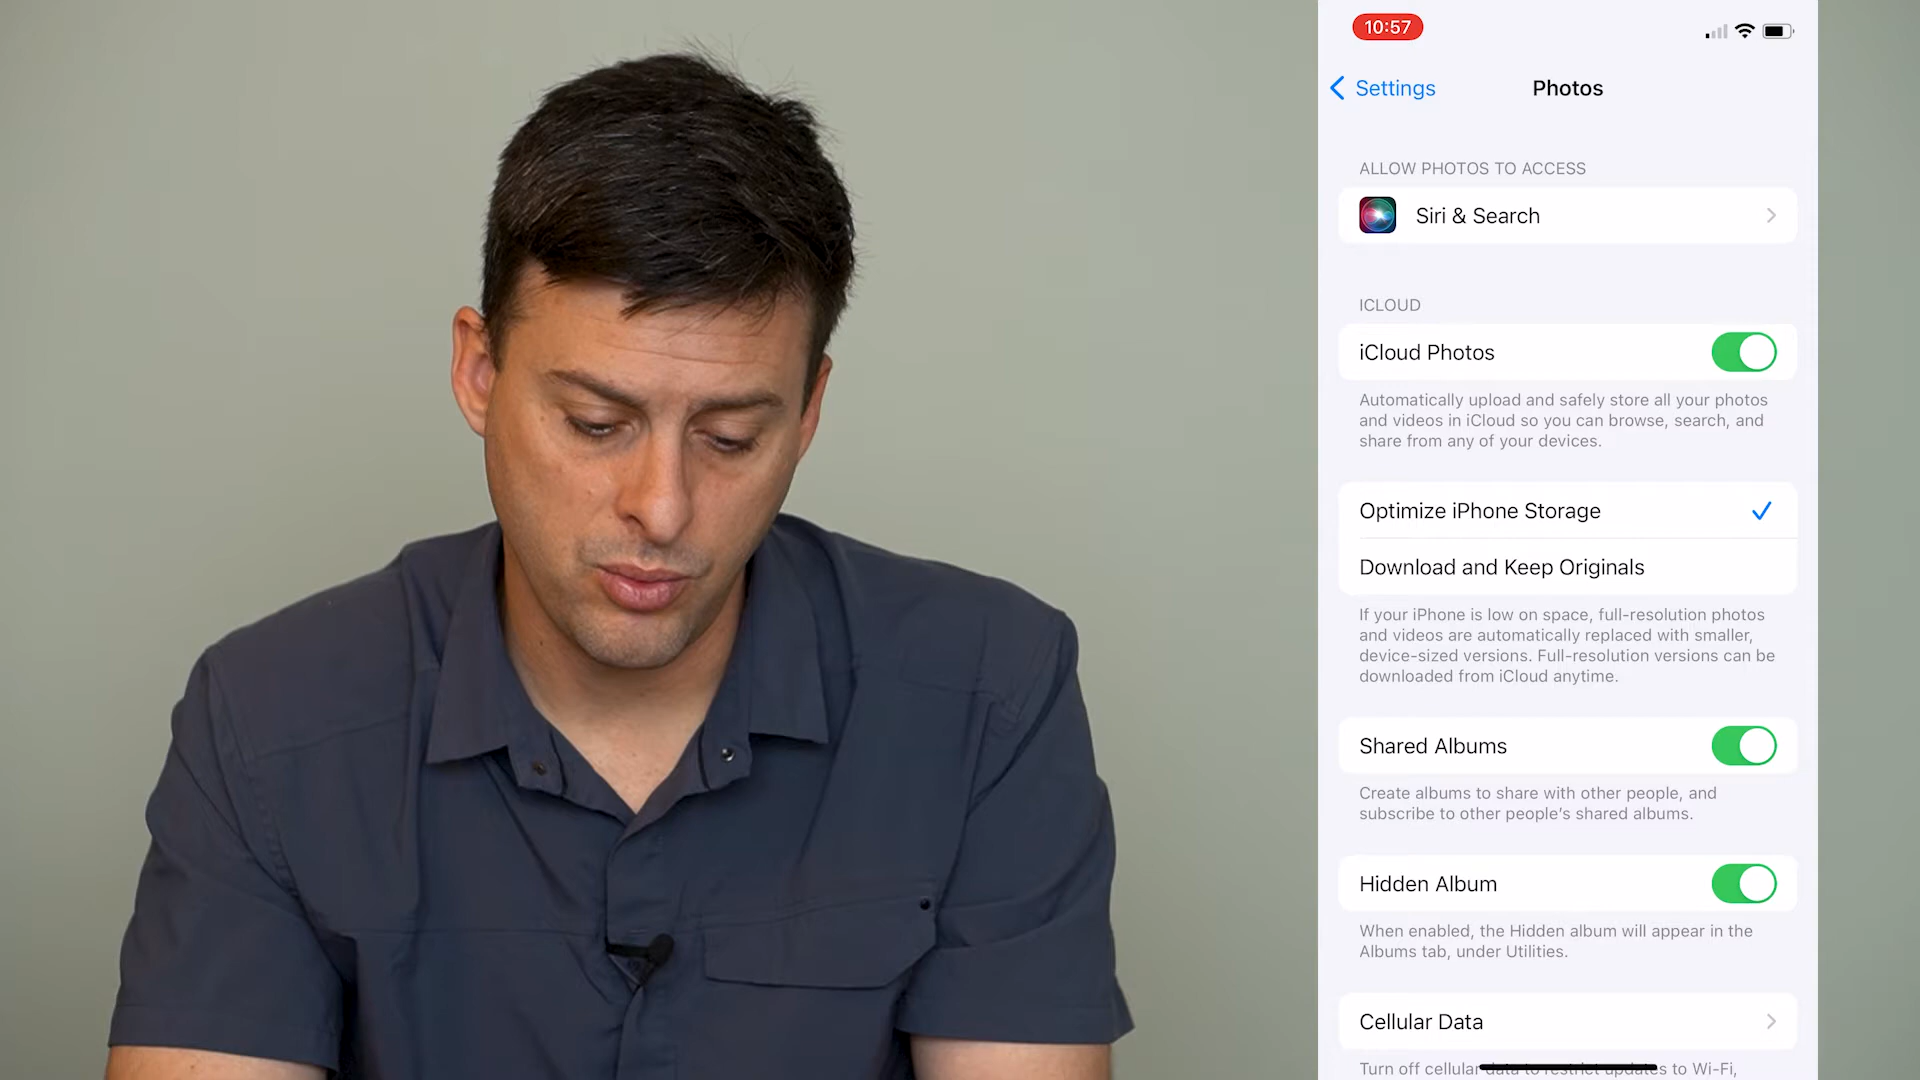 10:57
Settings
Photos
ALLOW PHOTOS TO ACCESS
Siri & Search
ICLOUD
iCloud Photos
Automatically upload and safely store all your photos
and videos in iCloud so you can browse, search, and
share from any of your devices.
Optimize iPhone Storage
Download and Keep Originals
If your iPhone is low on space, full-resolution photos
and videos are automatically replaced with smaller,
device-sized versions. Full-resolution versions can be
downloaded from iCloud anytime.
Shared Albums
Create albums to share with other people, and
subscribe to other people's shared albums.
Hidden Album
When enabled, the Hidden album will appear in the
Albums tab, under Utilities.
Cellular Data
Turn off cellular data to restrict updates to Wi-Fi,